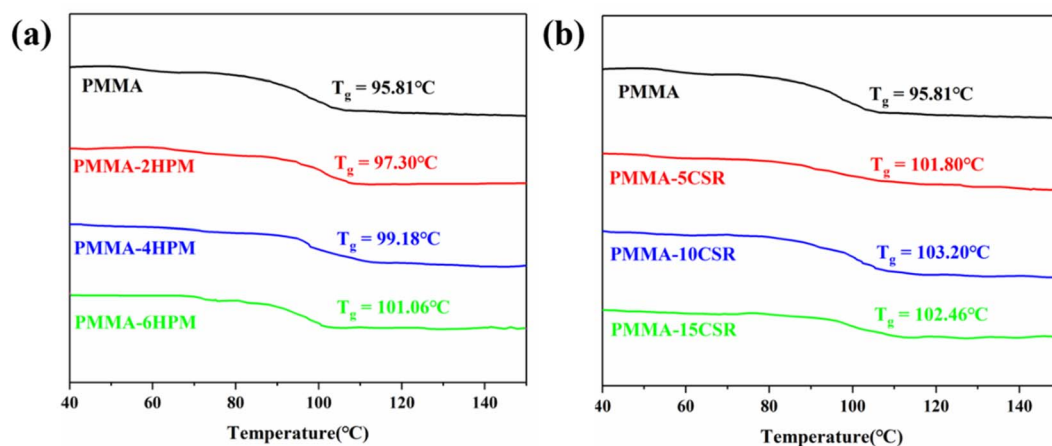 (a)
PMMA
Tg = 95.81℃
PMMA-2HPM
Tg = 97.30℃
PMMA-4HPM
Tg = 99.18℃
PMMA-6HPM
Tg = 101.06℃
40 60 80 100 120 140
Temperature(℃)
(b)
PMMA
Tg = 95.81℃
PMMA-5CSR
Tg = 101.80℃
PMMA-10CSR
Tg = 103.20℃
PMMA-15CSR
Tg = 102.46℃
40 60 80 100 120 140
Temperature(℃)